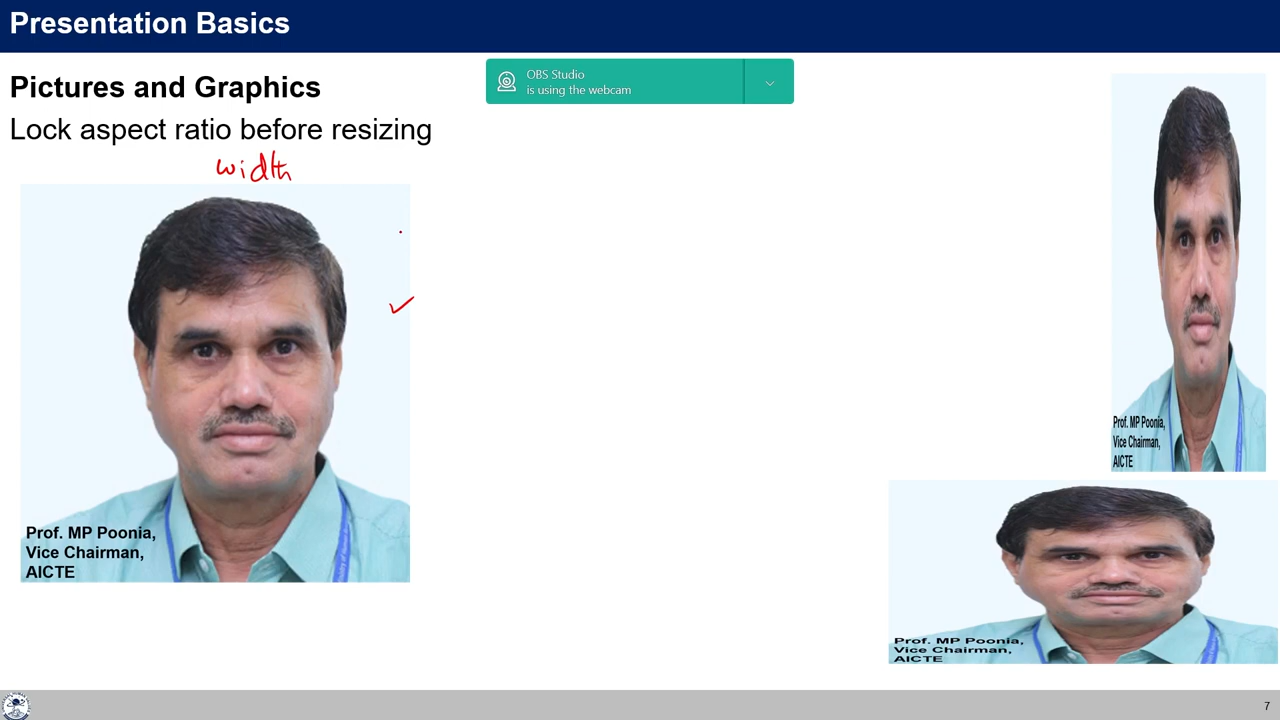 Presentation Basics
Pictures and Graphics
OBS Studio
is using the webcam
Lock aspect ratio before resizing
width
Prof. MP Poonia,
Vice Chairman,
AICTE
Prof. MP Poonia,
Vice Chairman,
AICTE
Prof. MP Poonia,
Vice Chairman,
AICTE
7